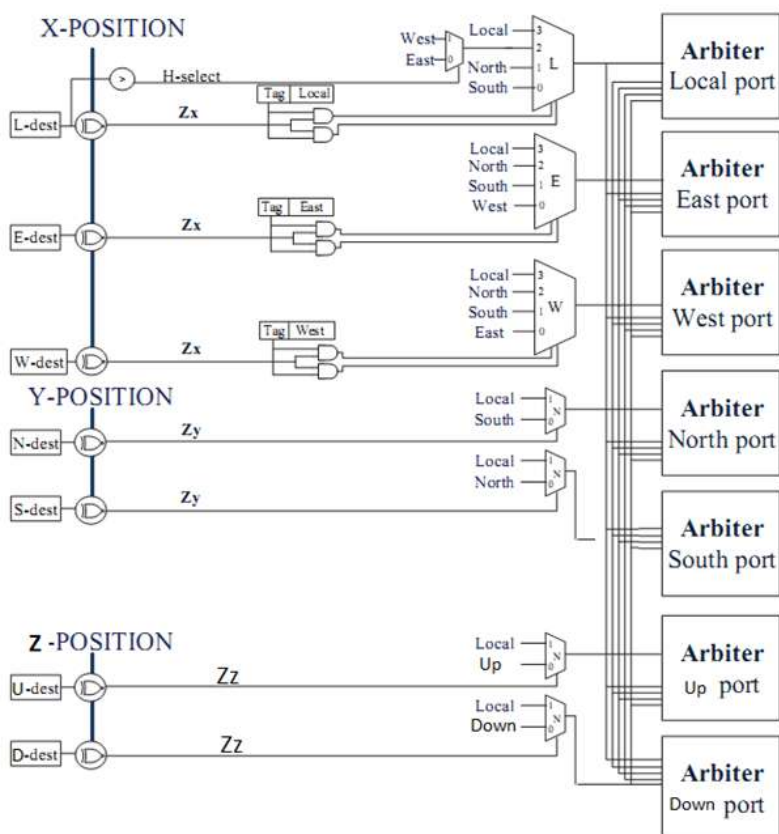 X-POSITION
West 1
East 0
Local 3
2
North 1
South 0
L
Arbiter
Local port
>
H-select
Tag Local
L-dest
Zx
Local 3
North 2
South 1
West 0
E
Arbiter
East port
Tag East
E-dest
Zx
Local 3
North 2
South 1
East 0
W
Arbiter
West port
Tag West
W-dest
Zx
Y-POSITION
Local 1
South 0
N
Arbiter
North port
N-dest
Zy
Local 1
North 0
N
S-dest
Zy
Arbiter
South port
Z -POSITION
Local 1
Up 0
N
Arbiter
Up port
U-dest
Zz
Local 1
Down 0
N
D-dest
Zz
Arbiter
Down port